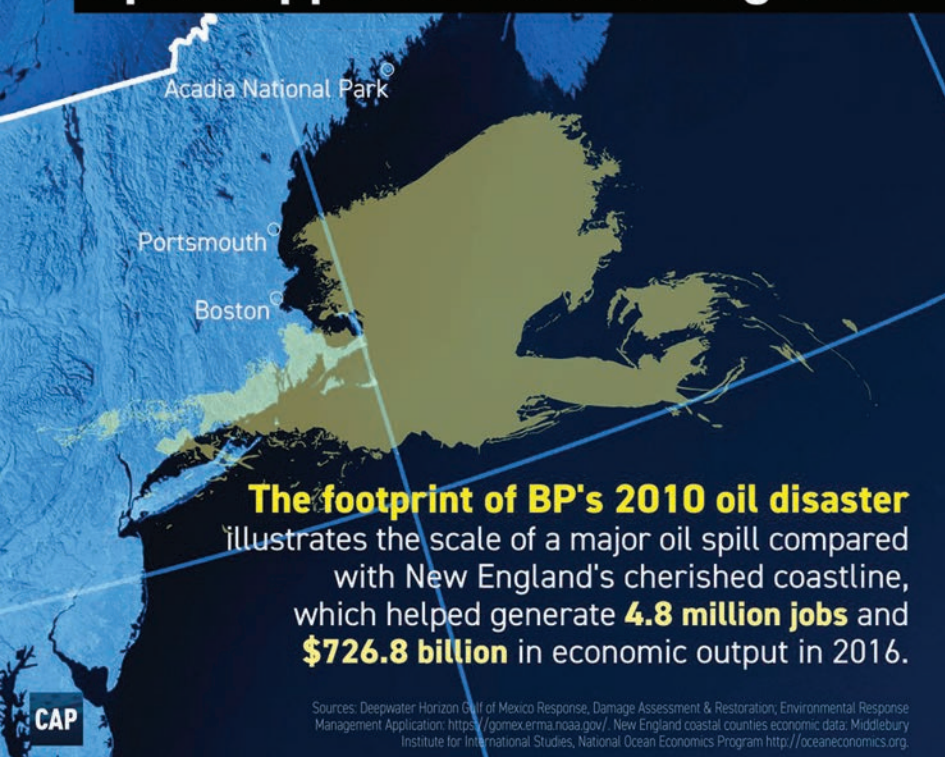 Acadia National Park
Portsmouth
Boston
The footprint of BP's 2010 oil disaster
illustrates the scale of a major oil spill compared
with New England's cherished coastline,
which helped generate 4.8 million jobs and
$726.8 billion in economic output in 2016.
CAP
Sources: Deepwater Horizon Gulf of Mexico Response, Damage Assessment & Restoration; Environmental Response
Management Application: https://gomex.erma.noaa.gov/. New England coastal counties economic data: Middlebury
Institute for International Studies, National Ocean Economics Program http://oceaneconomics.org.